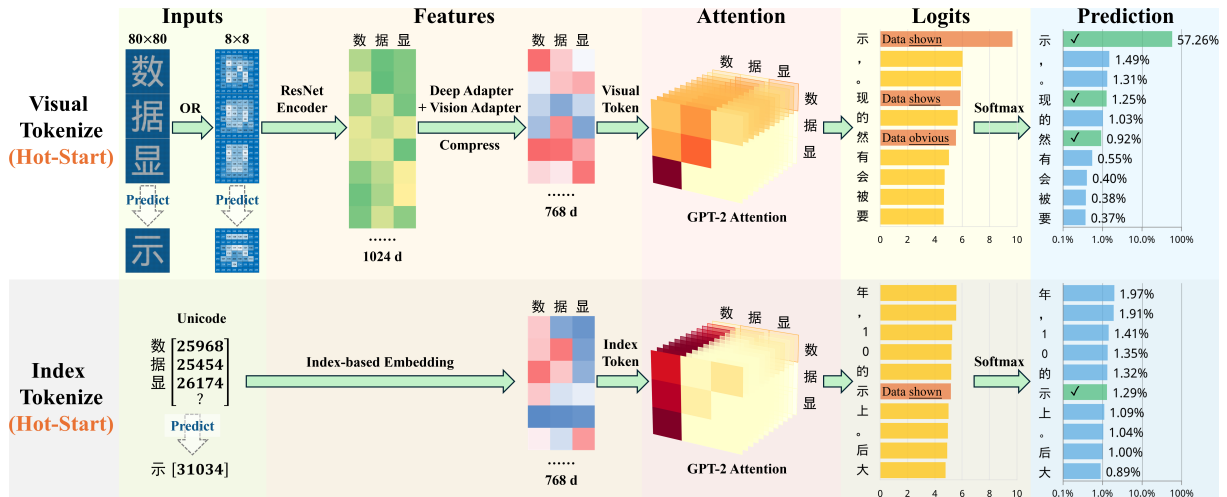 Inputs
Features
Attention
Logits
Prediction
Visual
Tokenize
(Hot-Start)
80×80
8×8
数
据
显
OR
Predict
Predict
示
ResNet
Encoder
数 据 显
……
1024 d
Deep Adapter
+ Vision Adapter
Compress
数 据 显
……
768 d
Visual
Token
数 据 显
数
据
显
GPT-2 Attention
示 Data shown
，
。
现 Data shows
的
然 Data obvious
有
会
被
要
0 2 4 6 8 10
Softmax
示 ✓ 57.26%
， 1.49%
。 1.31%
现 ✓ 1.25%
的 1.03%
然 ✓ 0.92%
有 0.55%
会 0.40%
被 0.38%
要 0.37%
0.1% 1.0% 10.0% 100%
Index
Tokenize
(Hot-Start)
Unicode
数 [25968]
据 [25454]
显 [26174]
?
Predict
示 [31034]
Index-based Embedding
数 据 显
……
768 d
Index
Token
数 据 显
数
据
显
GPT-2 Attention
年
，
1
0
的
示 Data shown
上
。
后
大
0 2 4 6 8 10
Softmax
年 1.97%
， 1.91%
1 1.41%
0 1.35%
的 1.32%
示 ✓ 1.29%
上 1.09%
。 1.04%
后 1.00%
大 0.89%
0.1% 1.0% 10.0% 100%